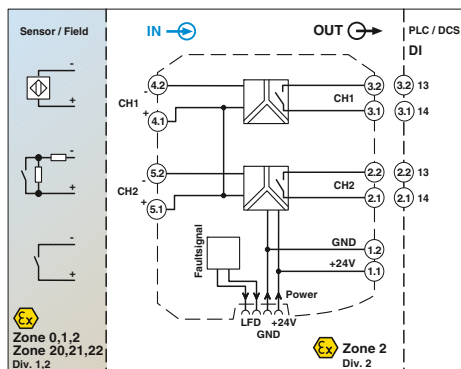 Sensor / Field
IN
OUT
PLC / DCS
DI
-
+
4.2
-
CH1
+
4.1
3.2
CH1
3.1
3.2 13
3.1 14
-
+
5.2
-
CH2
+
5.1
2.2
CH2
2.1
2.2 13
2.1 14
-
+
Faultsignal
GND
1.2
+24V
1.1
Power
LFD
+24V
GND
Ex
Zone 0,1,2
Zone 20,21,22
Div. 1,2
Ex
Zone 2
Div. 2